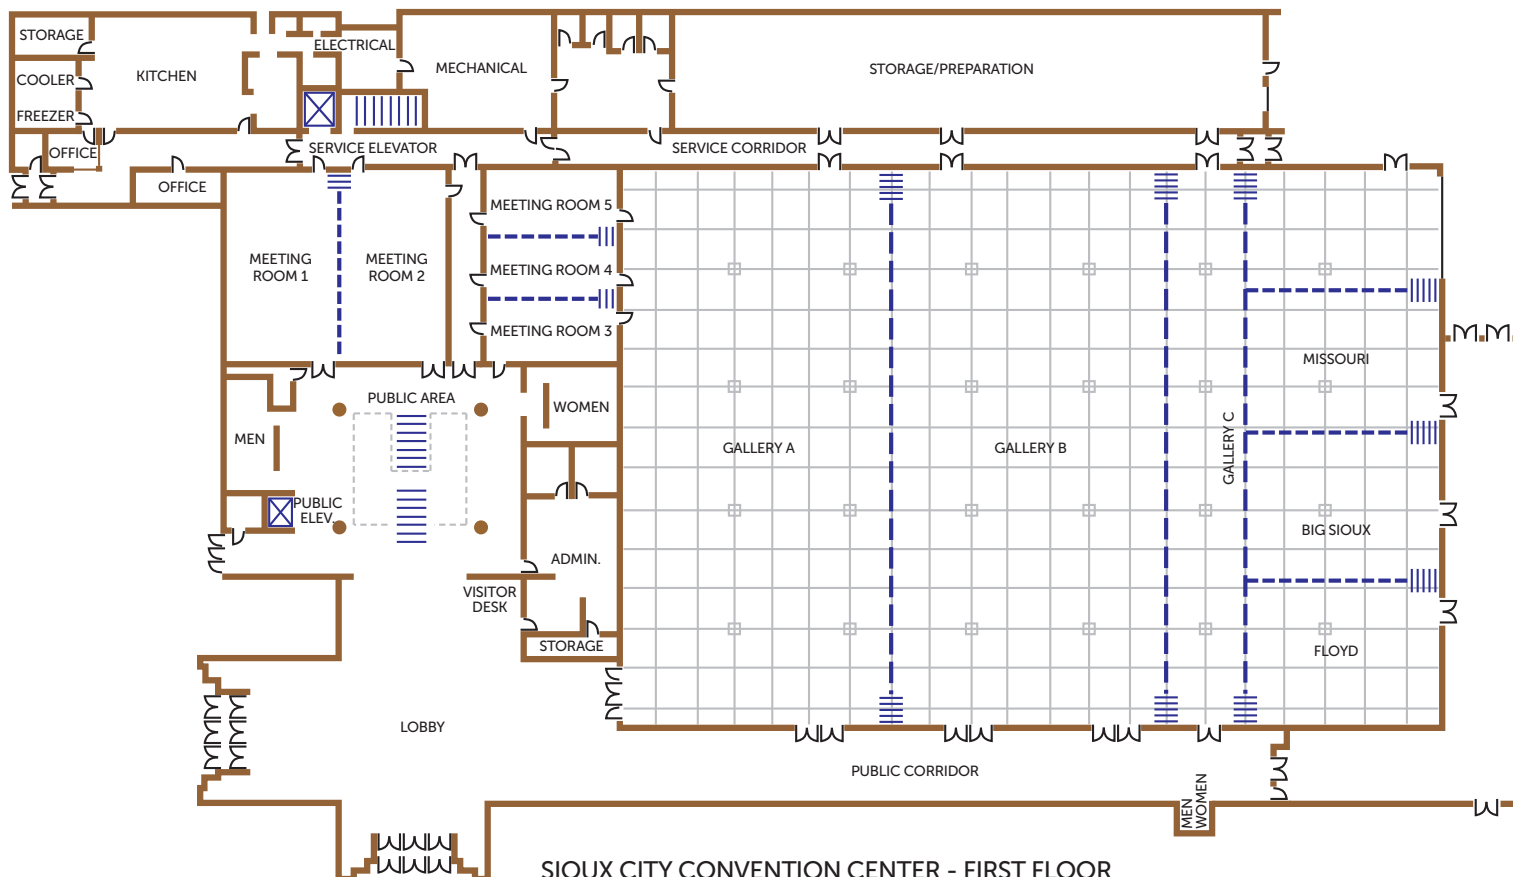 STORAGE
COOLER
FREEZER
KITCHEN
ELECTRICAL
MECHANICAL
STORAGE/PREPARATION
OFFICE
SERVICE ELEVATOR
SERVICE CORRIDOR
OFFICE
MEETING
ROOM 1
MEETING
ROOM 2
MEETING ROOM 5
MEETING ROOM 4
MEETING ROOM 3
PUBLIC AREA
MEN
WOMEN
PUBLIC
ELEV.
ADMIN.
VISITOR
DESK
STORAGE
GALLERY A
GALLERY B
GALLERY C
MISSOURI
BIG SIOUX
FLOYD
LOBBY
PUBLIC CORRIDOR
MEN
WOMEN
SIOUX CITY CONVENTION CENTER - FIRST FLOOR